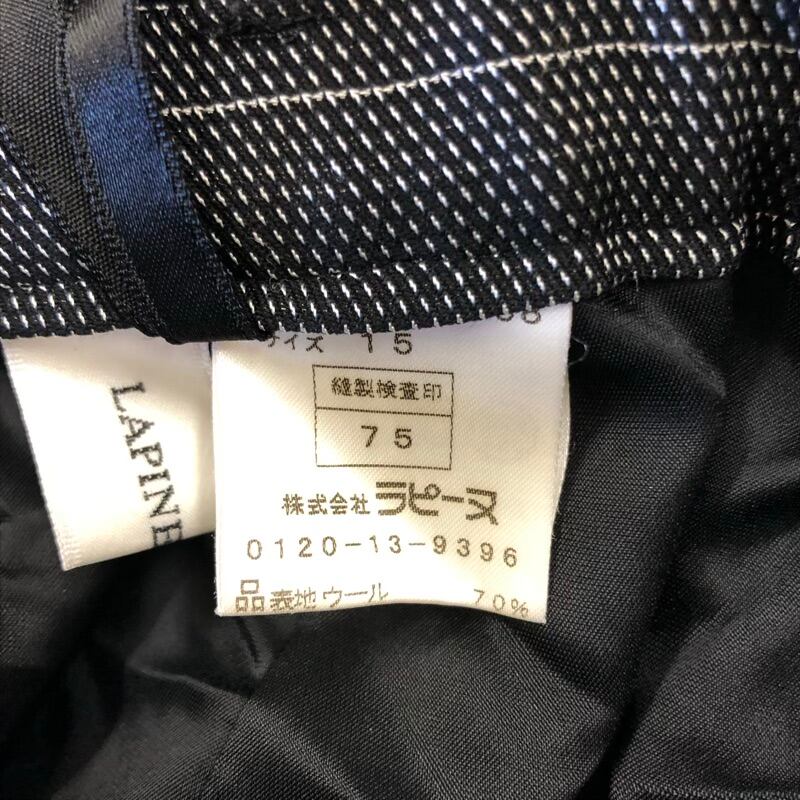 サイズ 15
縫製検査印
75
株式会社 ラピーヌ
0120-13-9396
品 表地 ウール 70%
LAPINE